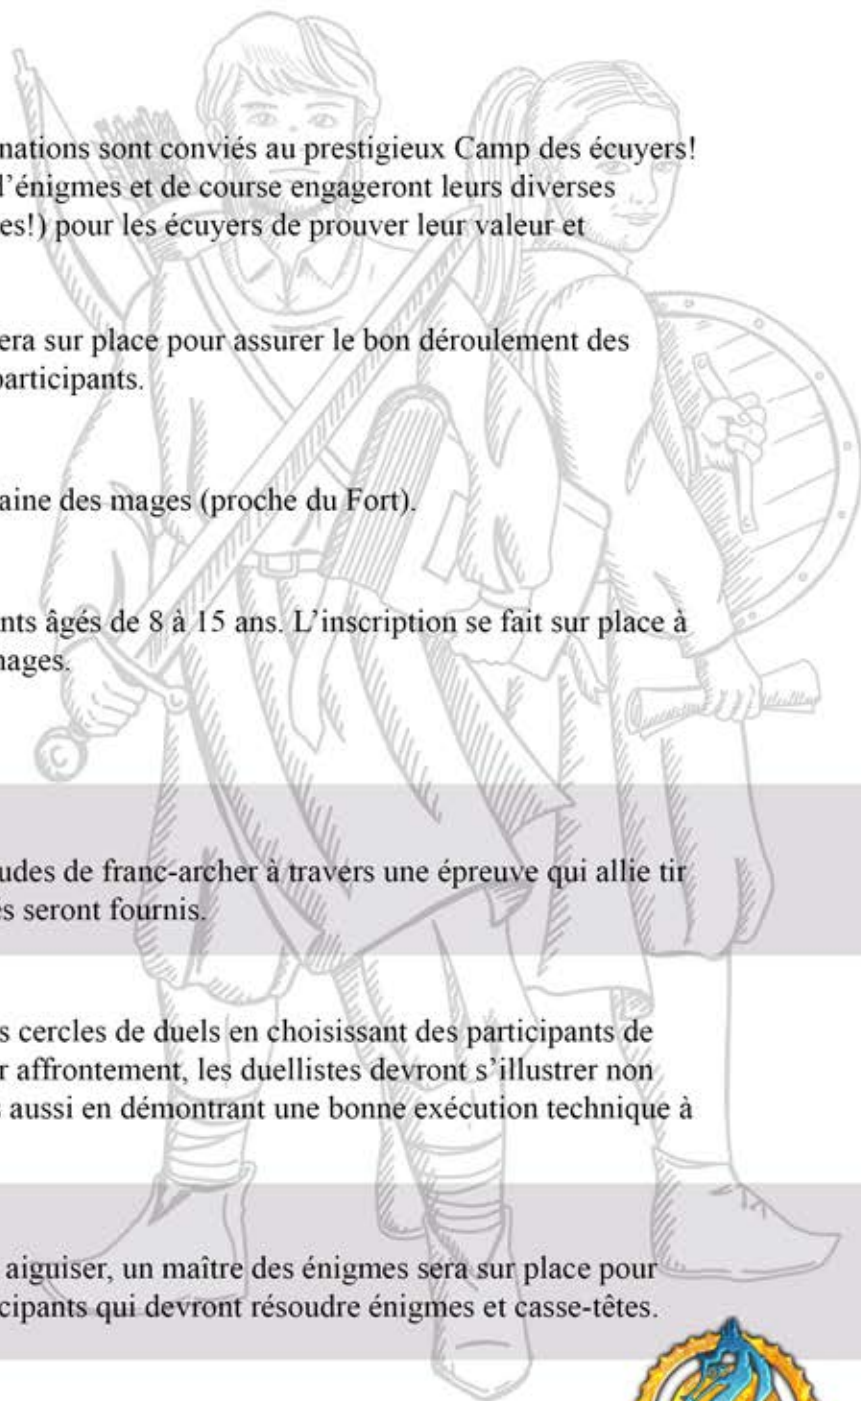 nations sont conviés au prestigieux Camp des écuyers!
d'énigmes et de course engageront leurs diverses
es!) pour les écuyers de prouver leur valeur et
era sur place pour assurer le bon déroulement des
participants.
aine des mages (proche du Fort).
nts âgés de 8 à 15 ans. L'inscription se fait sur place à
mages.
udes de franc-archer à travers une épreuve qui allie tir
es seront fournis.
s cercles de duels en choisissant des participants de
r affrontement, les duellistes devront s'illustrer non
s aussi en démontrant une bonne exécution technique à
aiguiser, un maître des énigmes sera sur place pour
cipants qui devront résoudre énigmes et casse-têtes.